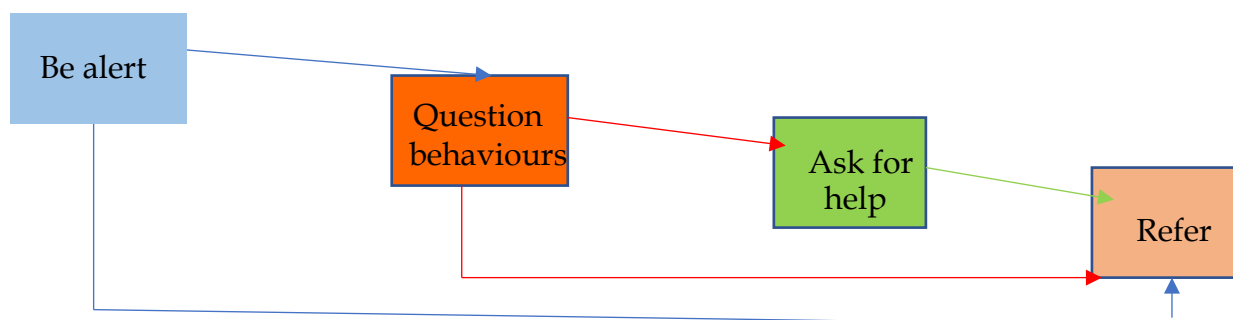 Be alert
Question
behaviours
Ask for
help
Refer